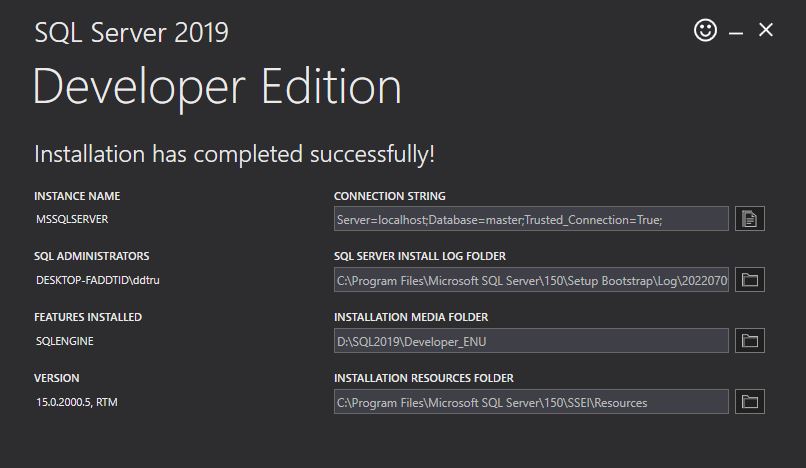 SQL Server 2019
Developer Edition
Installation has completed successfully!
INSTANCE NAME
MSSQLSERVER
CONNECTION STRING
Server=localhost;Database=master;Trusted_Connection=True;
SQL ADMINISTRATORS
DESKTOP-FADDTID\ddtru
SQL SERVER INSTALL LOG FOLDER
C:\Program Files\Microsoft SQL Server\150\Setup Bootstrap\Log\2022070
FEATURES INSTALLED
SQLENGINE
INSTALLATION MEDIA FOLDER
D:\SQL2019\Developer_ENU
VERSION
15.0.2000.5, RTM
INSTALLATION RESOURCES FOLDER
C:\Program Files\Microsoft SQL Server\150\SSEI\Resources